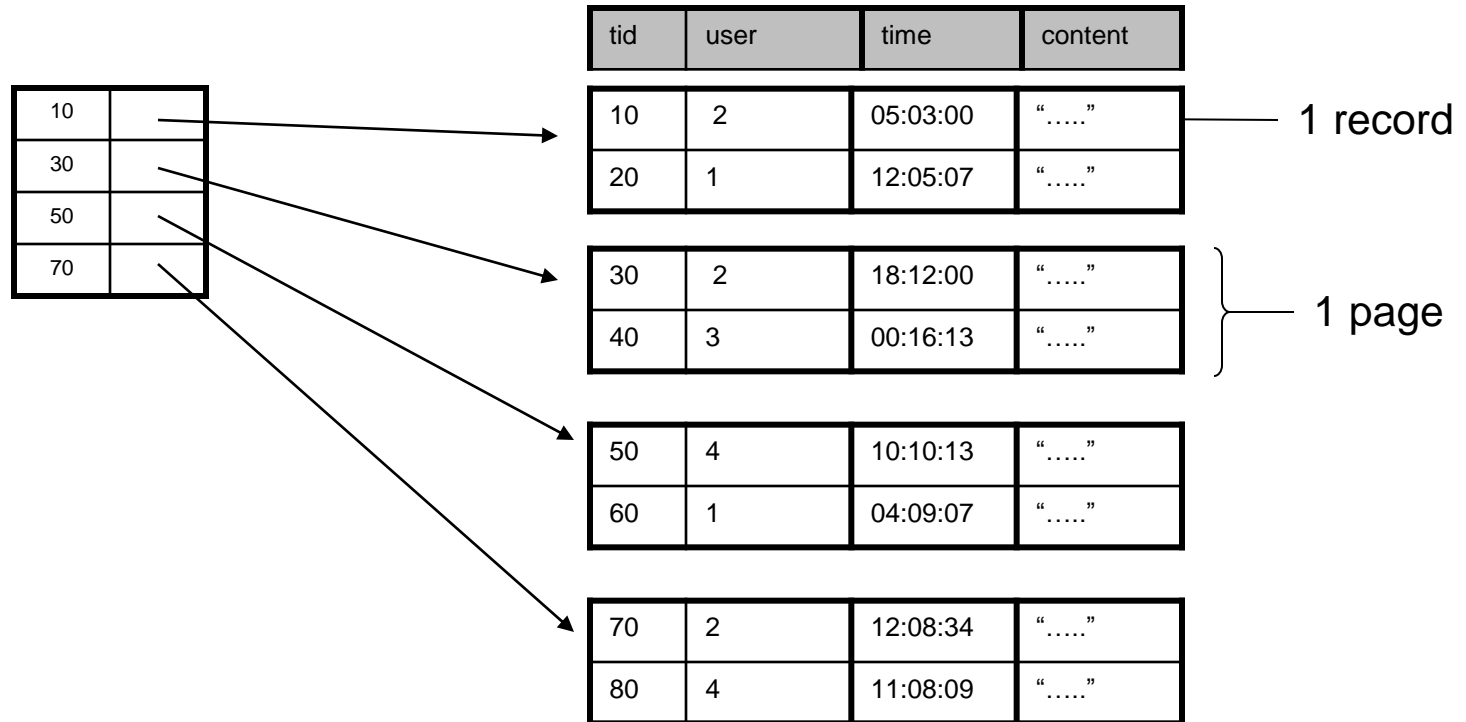 tid user time content
10
30
50
70
10 2 05:03:00 “…..”
20 1 12:05:07 “…..”
1 record
30 2 18:12:00 “…..”
40 3 00:16:13 “…..”
1 page
50 4 10:10:13 “…..”
60 1 04:09:07 “…..”
70 2 12:08:34 “…..”
80 4 11:08:09 “…..”